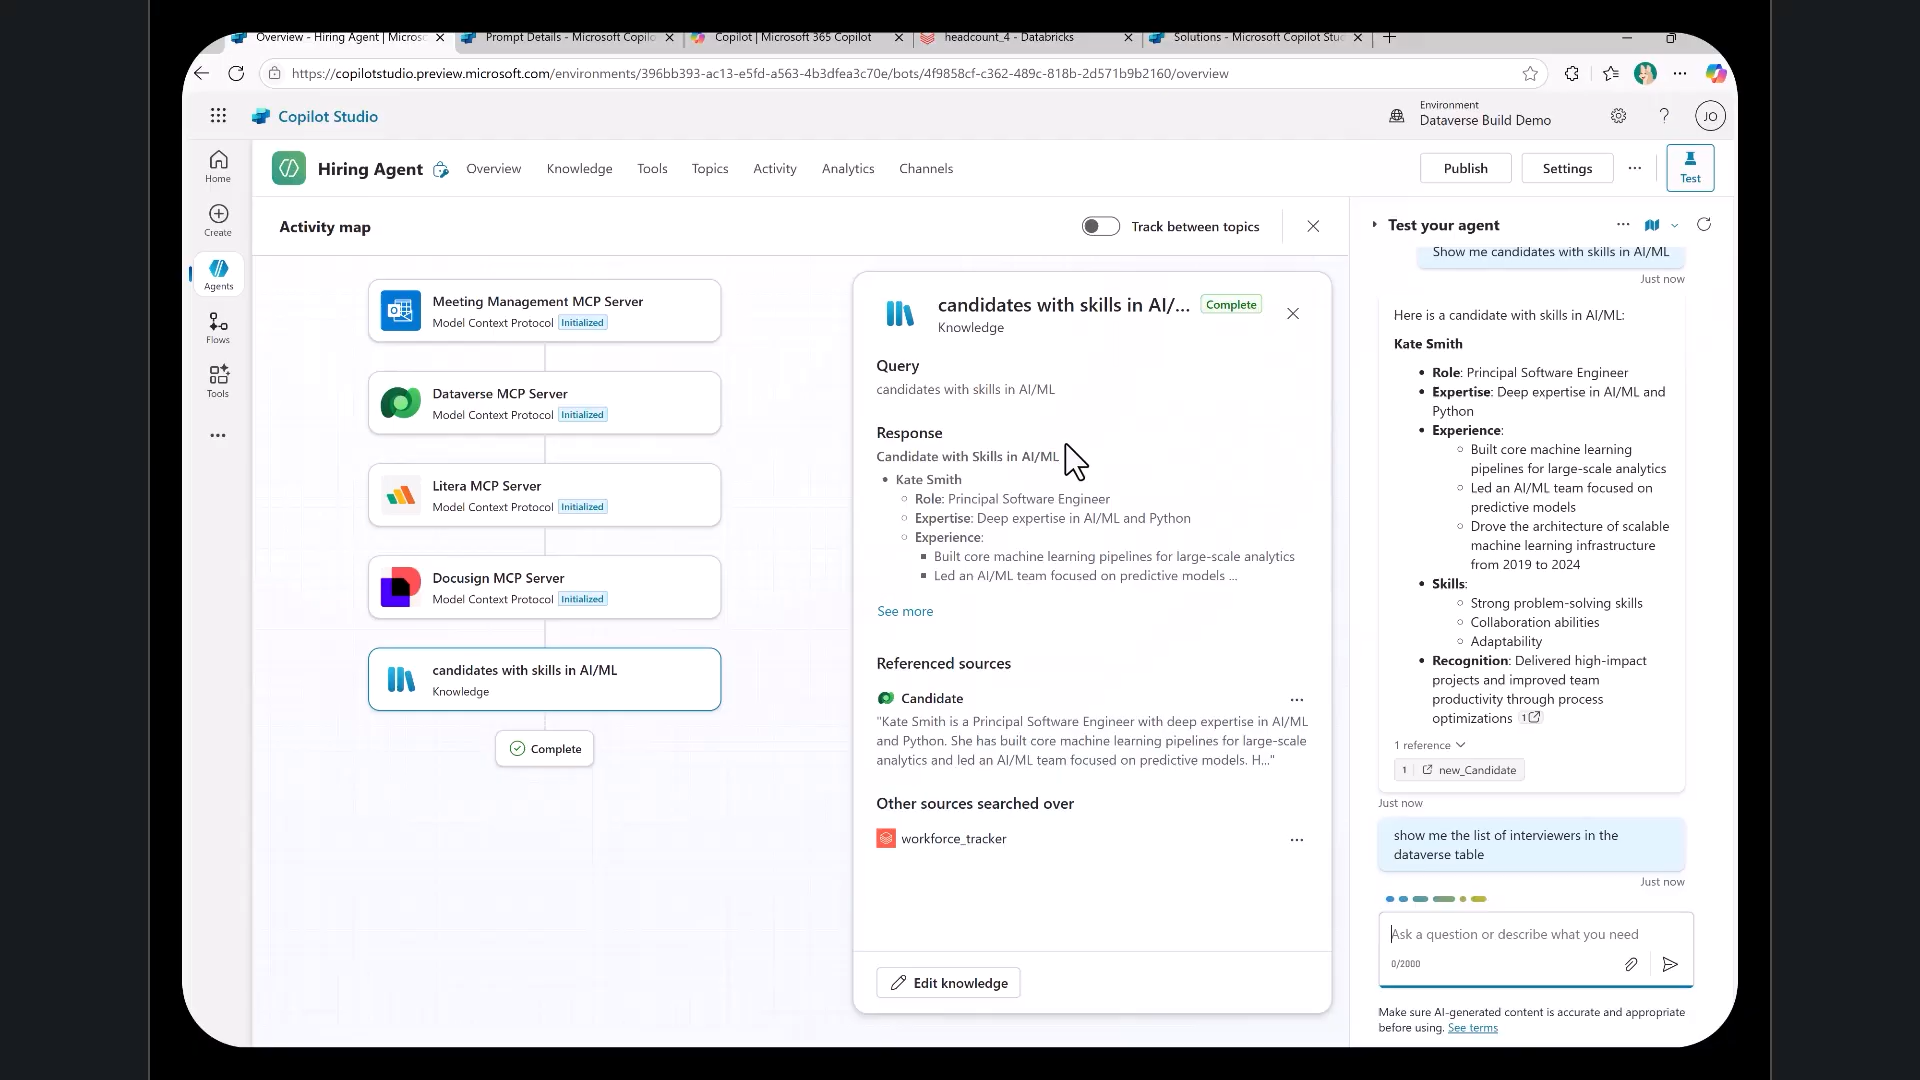 Overview - Hiring Agent | Micros
Prompt Details - Microsoft Copilo
Copilot | Microsoft 365 Copilot
headcount_4 - Databricks
Solutions - Microsoft Copilot Stu
https://copilotstudio.preview.microsoft.com/environments/396bb393-ac13-e5fd-a563-4b3dfea3c70e/bots/4f9858cf-c362-489c-818b-2d571b9b2160/overview
Copilot Studio
Environment
Dataverse Build Demo
JO
Home
Create
Agents
Flows
Tools
Hiring Agent
Overview
Knowledge
Tools
Topics
Activity
Analytics
Channels
Publish
Settings
Test
Activity map
Track between topics
Meeting Management MCP Server
Model Context Protocol Initialized
Dataverse MCP Server
Model Context Protocol Initialized
Litera MCP Server
Model Context Protocol Initialized
Docusign MCP Server
Model Context Protocol Initialized
candidates with skills in AI/ML
Knowledge
Complete
candidates with skills in AI/... Complete
Knowledge
Query
candidates with skills in AI/ML
Response
Candidate with Skills in AI/ML
• Kate Smith
○ Role: Principal Software Engineer
○ Expertise: Deep expertise in AI/ML and Python
○ Experience:
▪ Built core machine learning pipelines for large-scale analytics
▪ Led an AI/ML team focused on predictive models ...
See more
Referenced sources
Candidate
"Kate Smith is a Principal Software Engineer with deep expertise in AI/ML
and Python. She has built core machine learning pipelines for large-scale
analytics and led an AI/ML team focused on predictive models. H..."
Other sources searched over
workforce_tracker
Edit knowledge
Test your agent
Show me candidates with skills in AI/ML
Just now
Here is a candidate with skills in AI/ML:
Kate Smith
• Role: Principal Software Engineer
• Expertise: Deep expertise in AI/ML and
Python
• Experience:
○ Built core machine learning
pipelines for large-scale analytics
○ Led an AI/ML team focused on
predictive models
○ Drove the architecture of scalable
machine learning infrastructure
from 2019 to 2024
• Skills:
○ Strong problem-solving skills
○ Collaboration abilities
○ Adaptability
• Recognition: Delivered high-impact
projects and improved team
productivity through process
optimizations 1
1 reference
1 new_Candidate
Just now
show me the list of interviewers in the
dataverse table
Just now
Ask a question or describe what you need
0/2000
Make sure AI-generated content is accurate and appropriate
before using. See terms